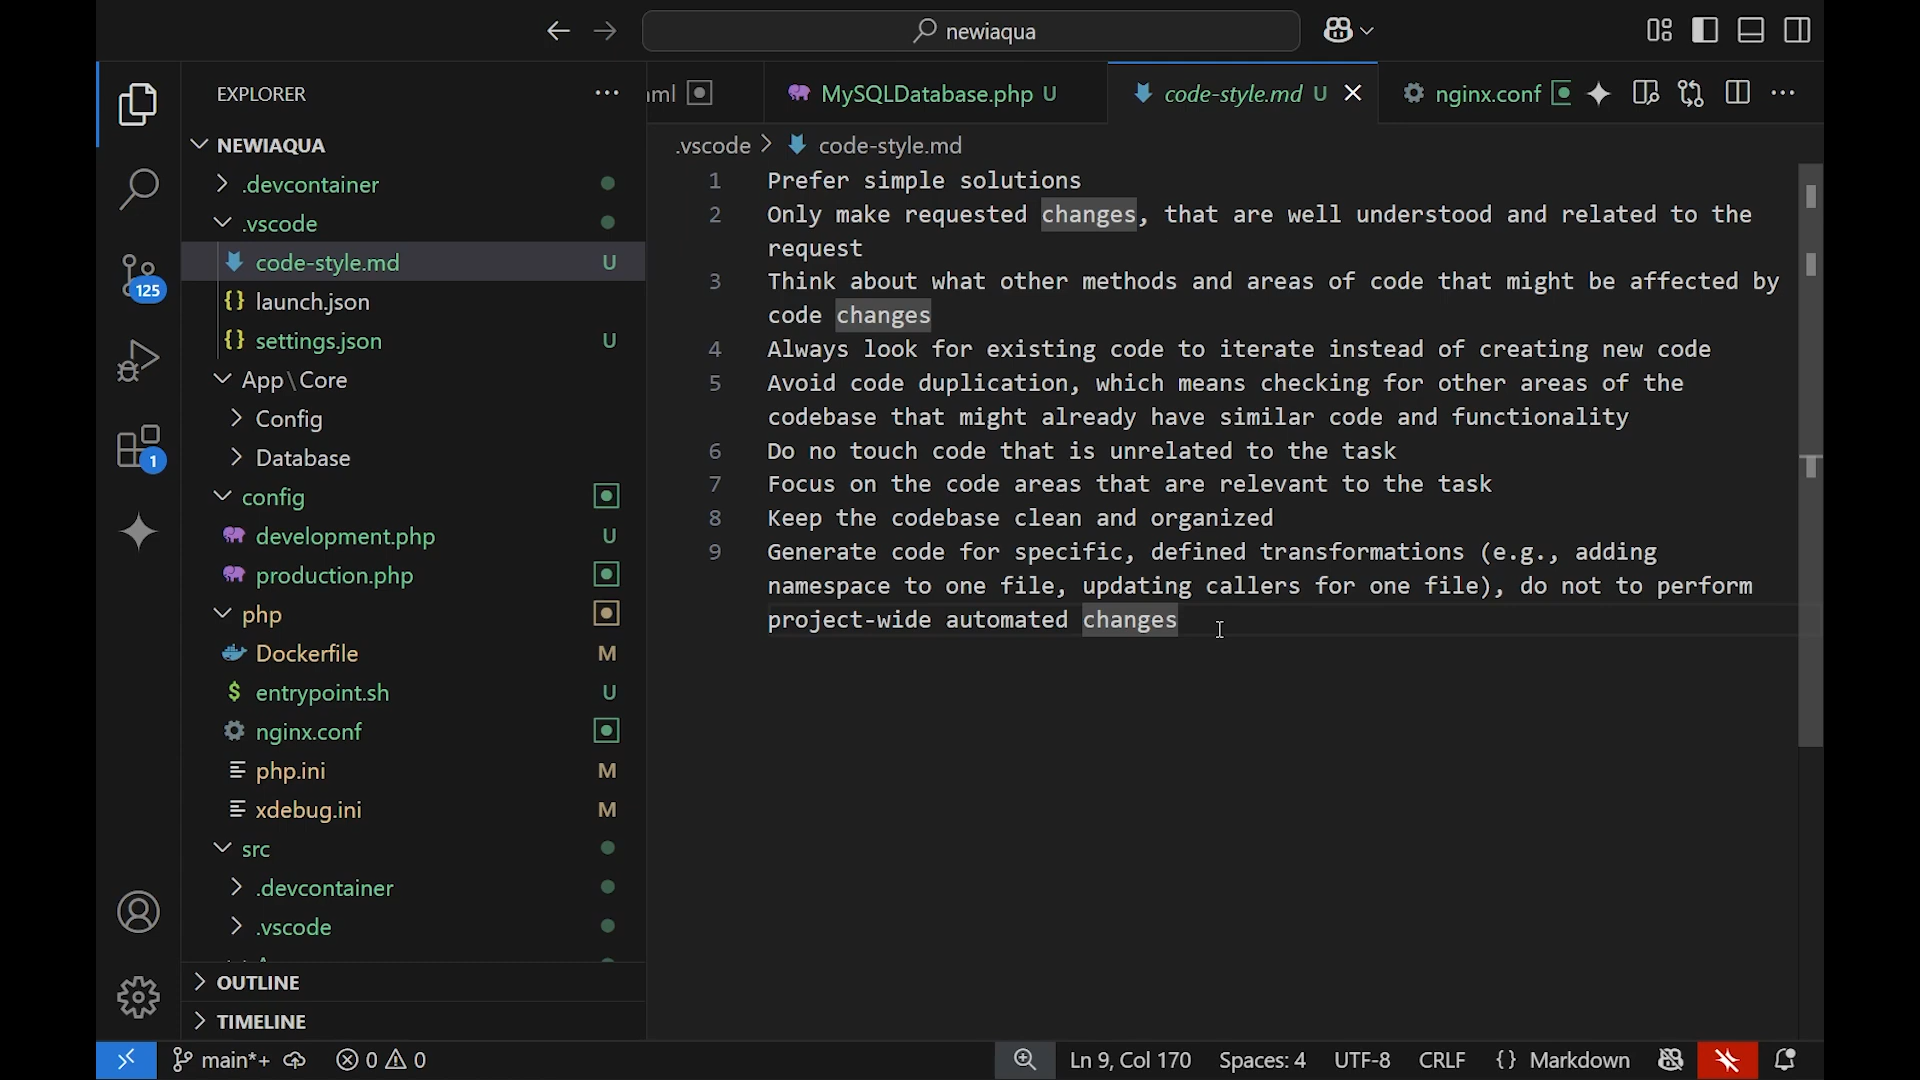 newiaqua
EXPLORER
ml
MySQLDatabase.php U
code-style.md U
nginx.conf
NEWIAQUA
.vscode > code-style.md
.devcontainer
.vscode
code-style.md U
launch.json
settings.json U
App\Core
Config
Database
config
development.php U
production.php
php
Dockerfile M
entrypoint.sh U
nginx.conf
php.ini M
xdebug.ini M
src
.devcontainer
.vscode
OUTLINE
TIMELINE
125
1
1 Prefer simple solutions
2 Only make requested changes, that are well understood and related to the
request
3 Think about what other methods and areas of code that might be affected by
code changes
4 Always look for existing code to iterate instead of creating new code
5 Avoid code duplication, which means checking for other areas of the
codebase that might already have similar code and functionality
6 Do no touch code that is unrelated to the task
7 Focus on the code areas that are relevant to the task
8 Keep the codebase clean and organized
9 Generate code for specific, defined transformations (e.g., adding
namespace to one file, updating callers for one file), do not to perform
project-wide automated changes
main*+ 0 0 Ln 9, Col 170 Spaces: 4 UTF-8 CRLF {} Markdown